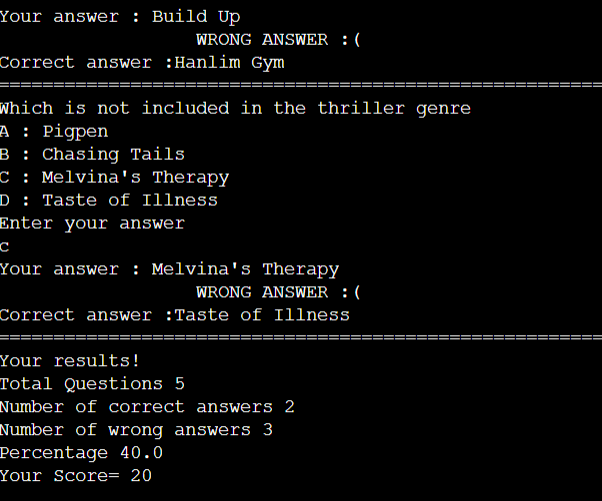 Your answer : Build Up
WRONG ANSWER :(
Correct answer :Hanlim Gym
==================================================
Which is not included in the thriller genre
A : Pigpen
B : Chasing Tails
C : Melvina's Therapy
D : Taste of Illness
Enter your answer
c
Your answer : Melvina's Therapy
WRONG ANSWER :(
Correct answer :Taste of Illness
==================================================
Your results!
Total Questions 5
Number of correct answers 2
Number of wrong answers 3
Percentage 40.0
Your Score= 20